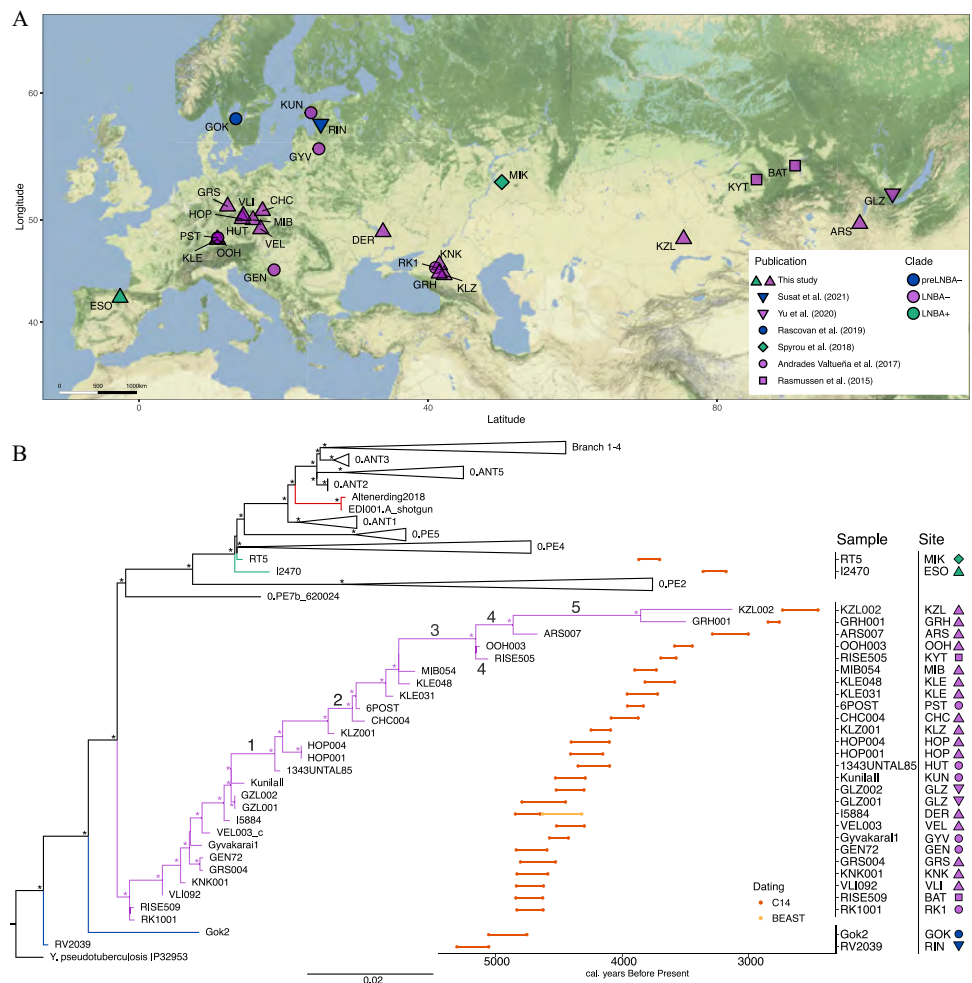 A
Longitude
60
50
40
0
40
80
Latitude
0 500 1000km
KUN
GOK
RIN
GYV
MIK
BAT
KYT
GLZ
ARS
KZL
GRS
VLI
CHC
HOP
MIB
HUT
PST
VEL
KLE
OOH
GEN
ESO
DER
KNK
RK1
GRH
KLZ
Publication
This study
Susat et al. (2021)
Yu et al. (2020)
Rascovan et al. (2019)
Spyrou et al. (2018)
Andrades Valtueña et al. (2017)
Rasmussen et al. (2015)
Clade
preLNBA−
LNBA−
LNBA+
B
Branch 1-4
0.ANT3
0.ANT5
0.ANT2
Altenerding2018
EDI001.A_shotgun
0.ANT1
0.PE5
0.PE4
RT5
I2470
0.PE2
0.PE7b_620024
5
KZL002
4
GRH001
3
ARS007
OOH003
RISE505
4
MIB054
KLE048
KLE031
2
6POST
CHC004
KLZ001
1
HOP004
HOP001
1343UNTAL85
KunilaII
GZL002
GZL001
I5884
VEL003_c
Gyvakarai1
GEN72
GRS004
KNK001
VLI092
RISE509
RK1001
Gok2
RV2039
Y. pseudotuberculosis IP32953
0.02
Dating
C14
BEAST
5000 4000 3000
cal. years Before Present
Sample Site
RT5 MIK
I2470 ESO
KZL002 KZL
GRH001 GRH
ARS007 ARS
OOH003 OOH
RISE505 KYT
MIB054 MIB
KLE048 KLE
KLE031 KLE
6POST PST
CHC004 CHC
KLZ001 KLZ
HOP004 HOP
HOP001 HOP
1343UNTAL85 HUT
KunilaII KUN
GLZ002 GLZ
GLZ001 GLZ
I5884 DER
VEL003 VEL
Gyvakarai1 GYV
GEN72 GEN
GRS004 GRS
KNK001 KNK
VLI092 VLI
RISE509 BAT
RK1001 RK1
Gok2 GOK
RV2039 RIN